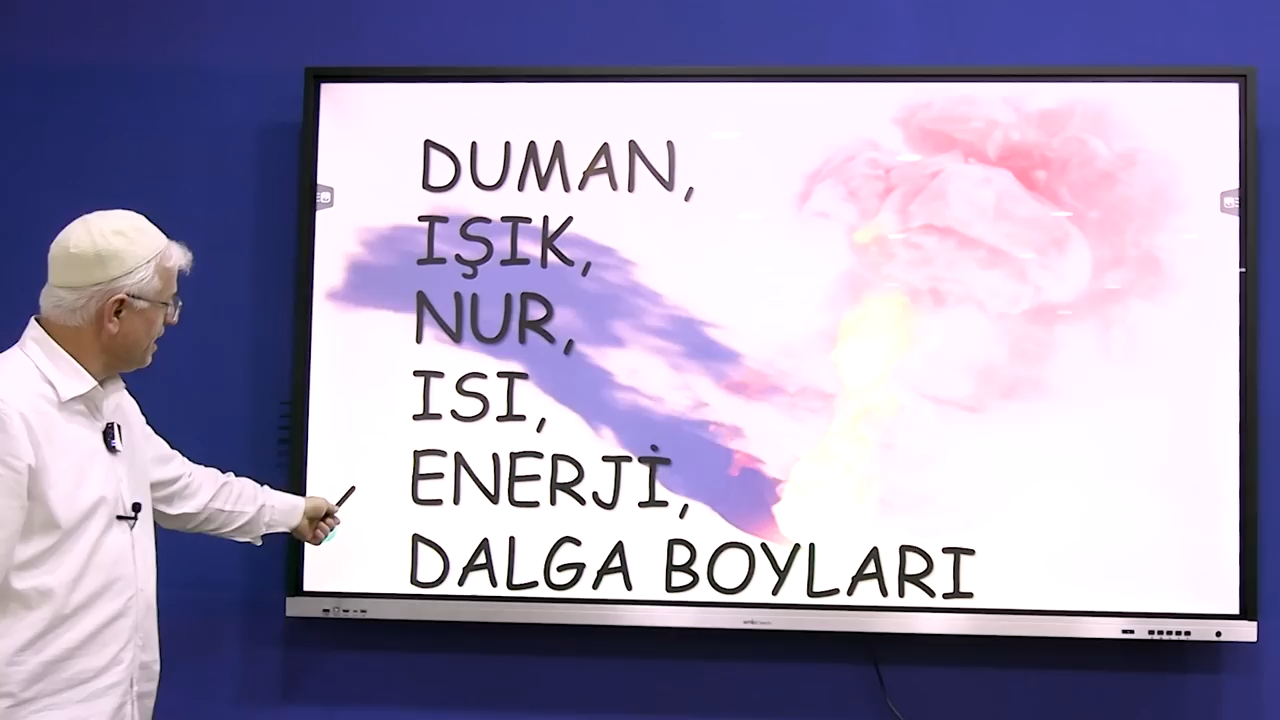 DUMAN,
IŞIK,
NUR,
ISI,
ENERJİ,
DALGA BOYLARI